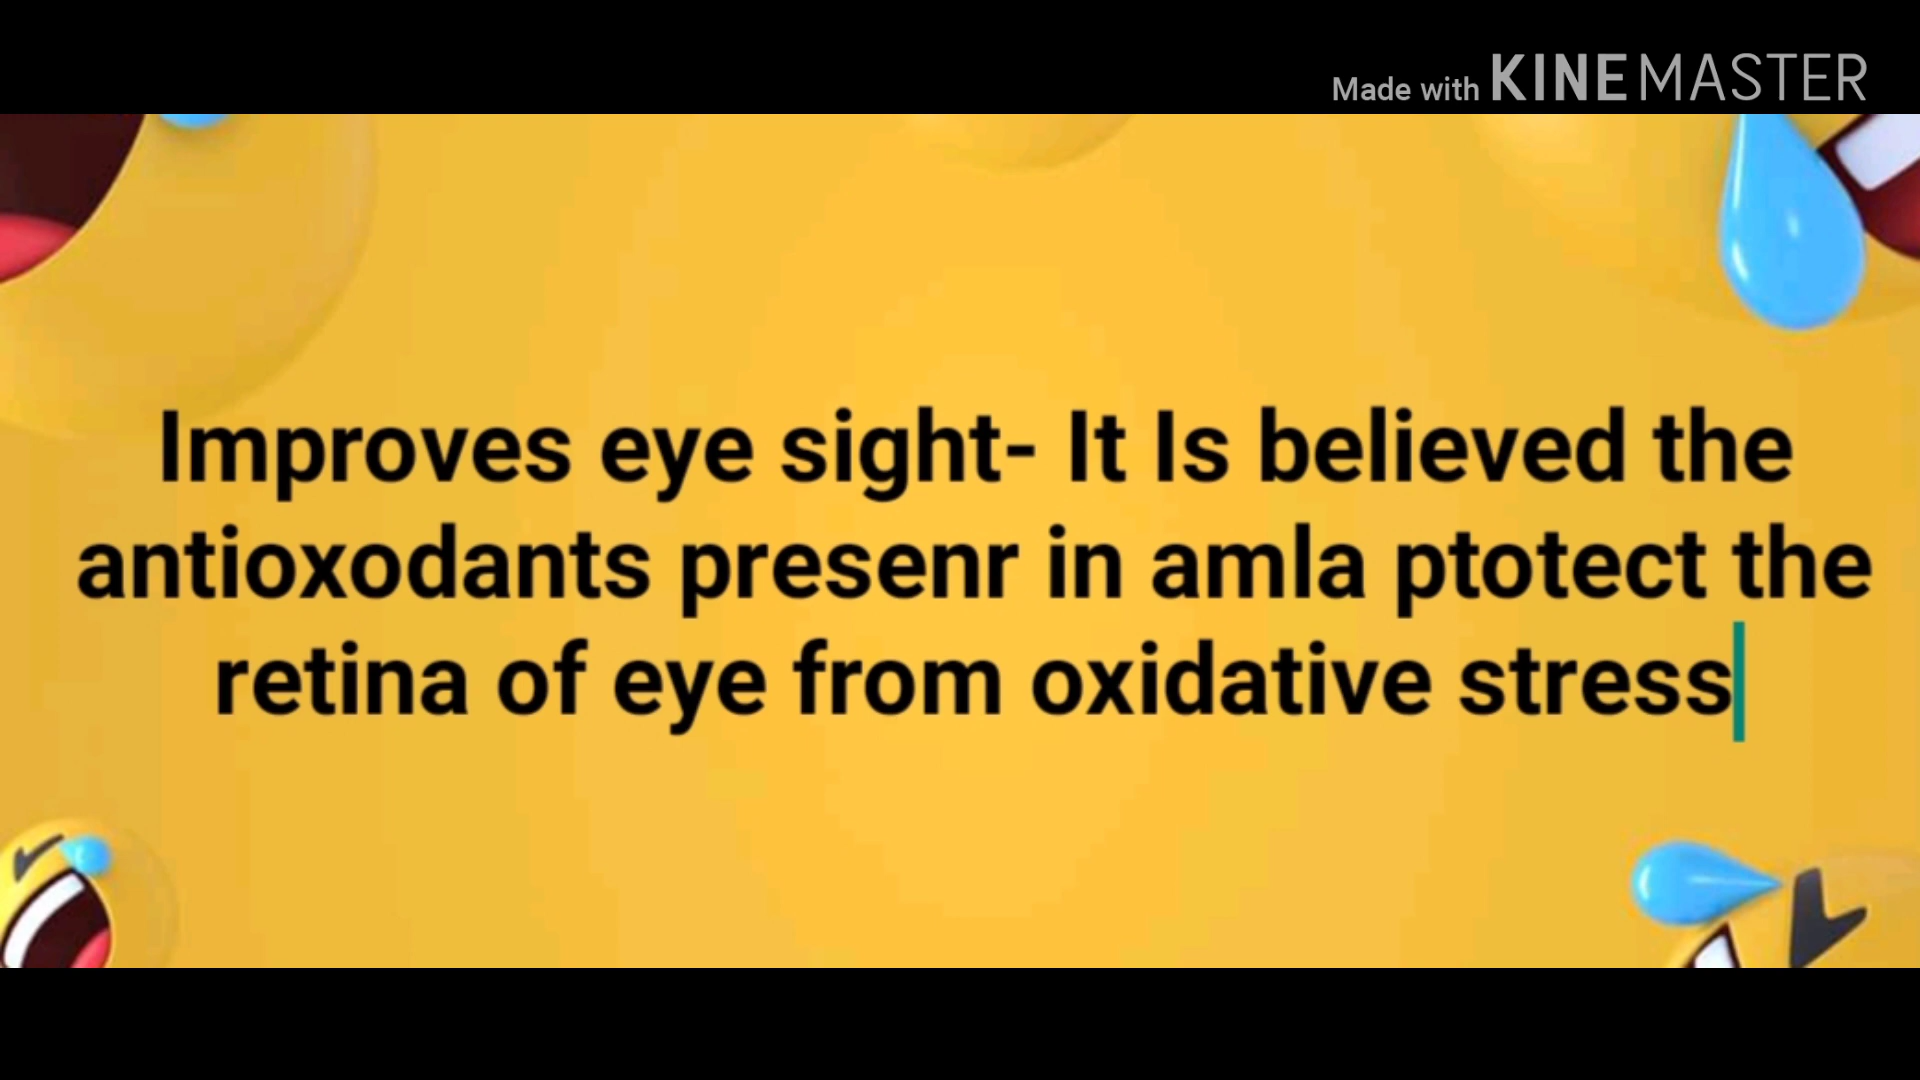 Made with KINEMASTER
Improves eye sight- It Is believed the
antioxodants presenr in amla ptotect the
retina of eye from oxidative stress